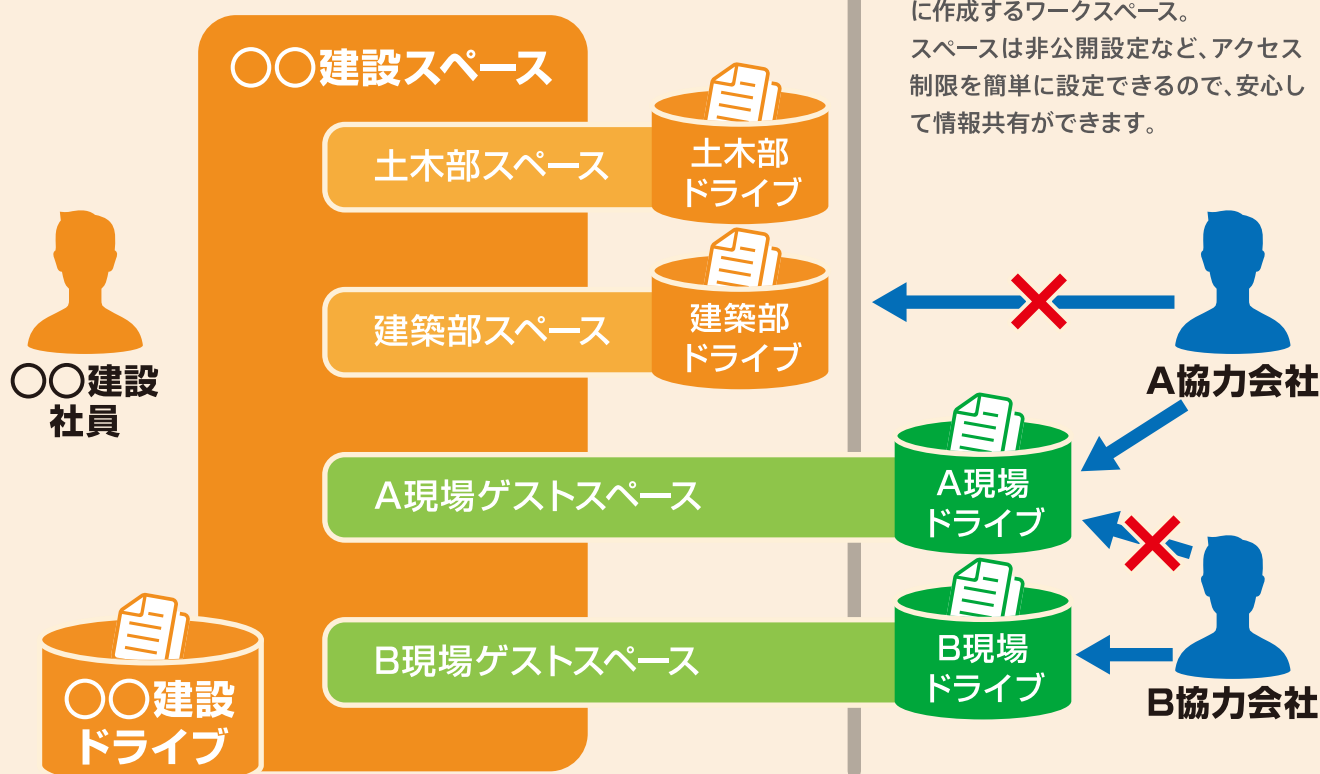 に作成するワークスペース。
スペースは非公開設定など、アクセス
制限を簡単に設定できるので、安心し
て情報共有ができます。
〇〇建設スペース
土木部スペース
土木部
ドライブ
建築部スペース
建築部
ドライブ
〇〇建設
社員
A協力会社
A現場ゲストスペース
A現場
ドライブ
B現場ゲストスペース
B現場
ドライブ
B協力会社
〇〇建設
ドライブ